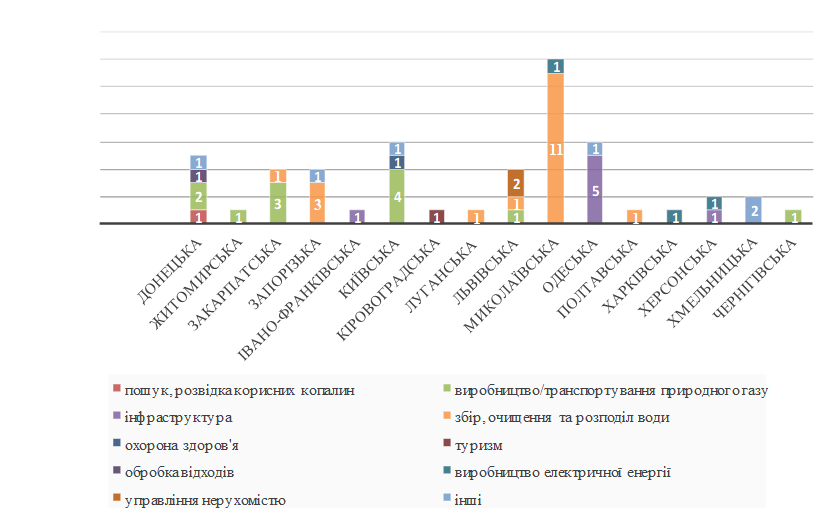 1
1
1
1
1
2
1
1
2
11
1
1
3
3
4
5
2
1
1
1
1
1
1
1
1
1
1
1
ДОНЕЦЬКА
ЖИТОМИРСЬКА
ЗАКАРПАТСЬКА
ЗАПОРІЗЬКА
ІВАНО-ФРАНКІВСЬКА
КИЇВСЬКА
КІРОВОГРАДСЬКА
ЛУГАНСЬКА
ЛЬВІВСЬКА
МИКОЛАЇВСЬКА
ОДЕСЬКА
ПОЛТАВСЬКА
ХАРКІВСЬКА
ХЕРСОНСЬКА
ХМЕЛЬНИЦЬКА
ЧЕРНІГІВСЬКА
пошук, розвідка корисних копалин
виробництво/транспортування природного газу
інфраструктура
збір, очищення та розподіл води
охорона здоров'я
туризм
обробка відходів
виробництво електричної енергії
управління нерухомістю
інші